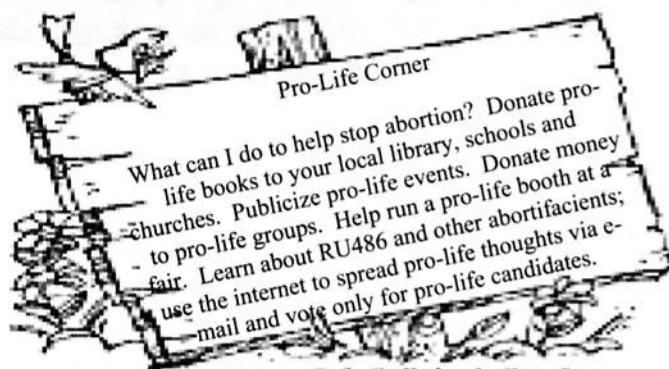 Pro-Life Corner
What can I do to help stop abortion? Donate pro-
life books to your local library, schools and
churches. Publicize pro-life events. Donate money
to pro-life groups. Help run a pro-life booth at a
fair. Learn about RU486 and other abortifacients;
use the internet to spread pro-life thoughts via e-
mail and vote only for pro-life candidates.